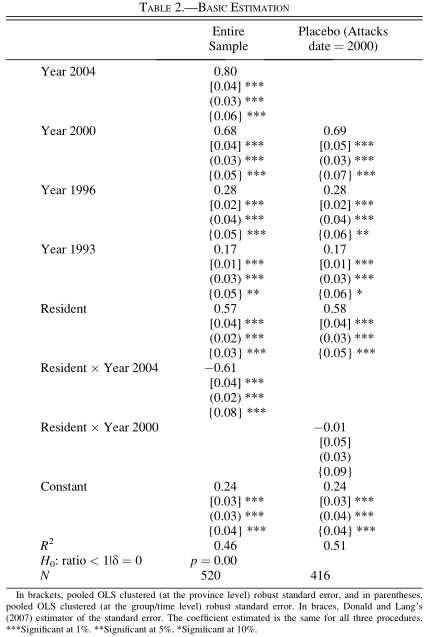 TABLE 2.—BASIC ESTIMATION
Entire Sample Placebo (Attacks date = 2000)
Year 2004 0.80
[0.04] ***
(0.03) ***
{0.06} ***
Year 2000 0.68 0.69
[0.04] *** [0.05] ***
(0.03) *** (0.03) ***
{0.05} *** {0.07} ***
Year 1996 0.28 0.28
[0.02] *** [0.02] ***
(0.04) *** (0.04) ***
{0.05} *** {0.06} **
Year 1993 0.17 0.17
[0.01] *** [0.01] ***
(0.03) *** (0.03) ***
{0.05} ** {0.06} *
Resident 0.57 0.58
[0.04] *** [0.04] ***
(0.02) *** (0.03) ***
{0.03} *** {0.05} ***
Resident × Year 2004 −0.61
[0.04] ***
(0.02) ***
{0.08} ***
Resident × Year 2000 −0.01
[0.05]
(0.03)
{0.09}
Constant 0.24 0.24
[0.03] *** [0.03] ***
(0.03) *** (0.04) ***
{0.04} *** {0.04} ***
R² 0.46 0.51
H₀: ratio < 1|δ = 0 p = 0.00
N 520 416
In brackets, pooled OLS clustered (at the province level) robust standard error, and in parentheses,
pooled OLS clustered (at the group/time level) robust standard error. In braces, Donald and Lang's
(2007) estimator of the standard error. The coefficient estimated is the same for all three procedures.
***Significant at 1%. **Significant at 5%. *Significant at 10%.